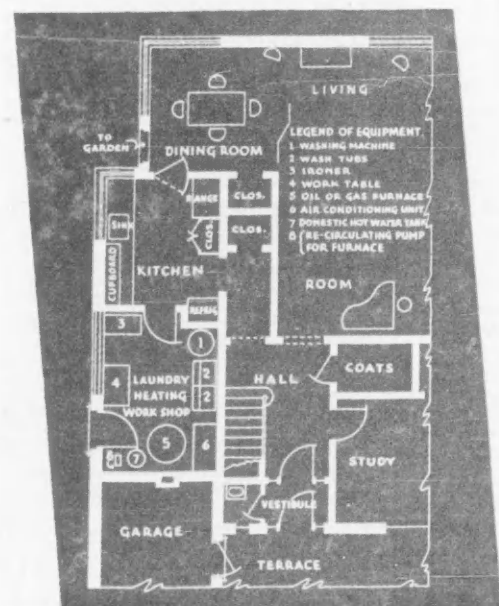 LIVING
TO
GARDEN
DINING ROOM
LEGEND OF EQUIPMENT
1 WASHING MACHINE
2 WASH TUBS
3 IRONER
4 WORK TABLE
5 OIL OR GAS FURNACE
6 AIR CONDITIONING UNIT
7 DOMESTIC HOT WATER TANK
8 RE-CIRCULATING PUMP
FOR FURNACE
RANGE
CLOS.
CLOS.
CLOS.
SINK
CUPBOARD
KITCHEN
ROOM
REFRIG
3
1
4
LAUNDRY
HEATING
WORK SHOP
2
2
HALL
COATS
8
7
5
6
STUDY
VESTIBULE
GARAGE
TERRACE